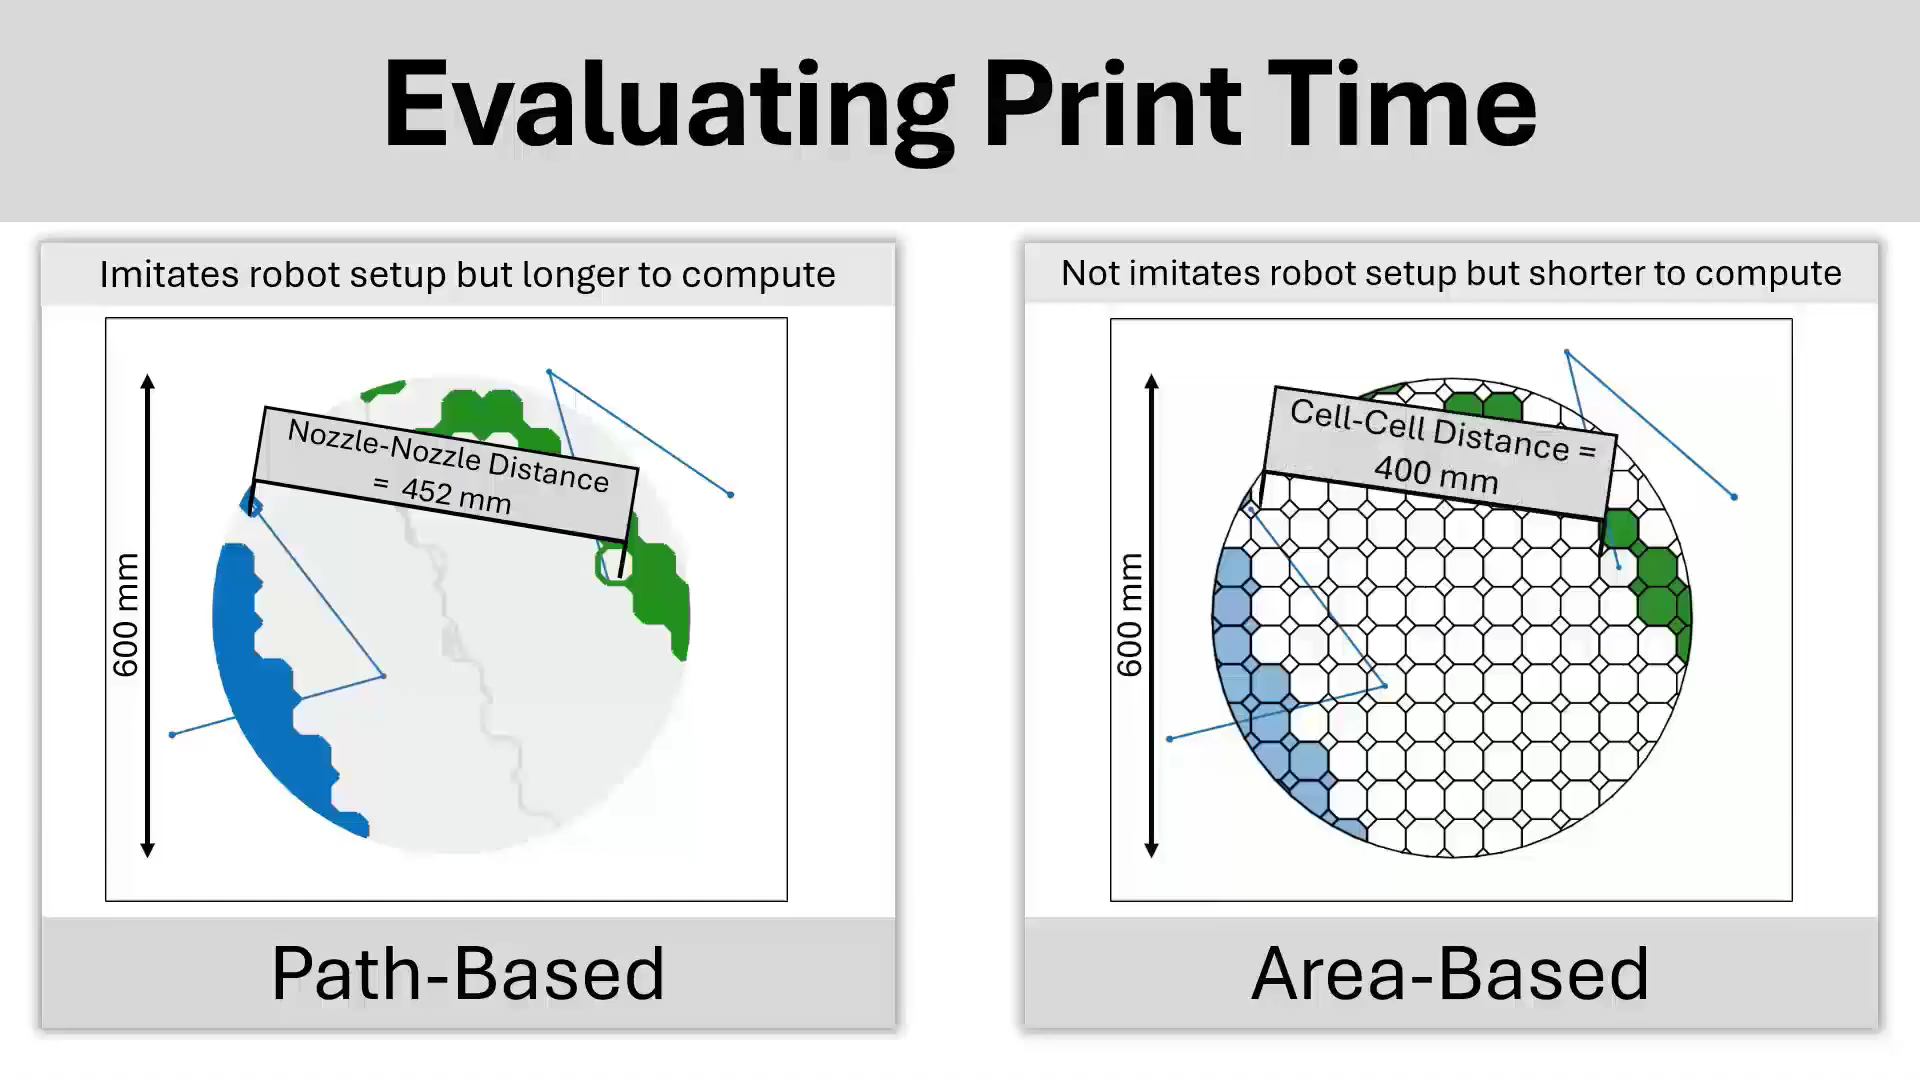 Evaluating Print Time
Imitates robot setup but longer to compute
600 mm
Nozzle-Nozzle Distance
= 452 mm
Path-Based
Not imitates robot setup but shorter to compute
600 mm
Cell-Cell Distance =
400 mm
Area-Based